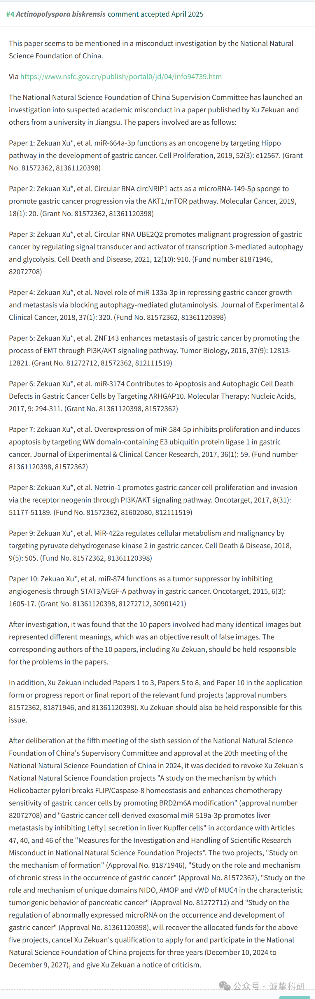 #4 Actinopolyspora biskrensis comment accepted April 2025
This paper seems to be mentioned in a misconduct investigation by the National Natural
Science Foundation of China.
Via https://www.nsfc.gov.cn/publish/portal0/jd/04/info94739.htm
The National Natural Science Foundation of China Supervision Committee has launched an
investigation into suspected academic misconduct in a paper published by Xu Zekuan and
others from a university in Jiangsu. The papers involved are as follows:
Paper 1: Zekuan Xu*, et al. miR-664a-3p functions as an oncogene by targeting Hippo
pathway in the development of gastric cancer. Cell Proliferation, 2019, 52(3): e12567. (Grant
No. 81572362, 81361120398)
Paper 2: Zekuan Xu*, et al. Circular RNA circNRIP1 acts as a microRNA-149-5p sponge to
promote gastric cancer progression via the AKT1/mTOR pathway. Molecular Cancer, 2019,
18(1): 20. (Grant No. 81572362, 81361120398)
Paper 3: Zekuan Xu*, et al. Circular RNA UBE2Q2 promotes malignant progression of gastric
cancer by regulating signal transducer and activator of transcription 3-mediated autophagy
and glycolysis. Cell Death and Disease, 2021, 12(10): 910. (Fund number 81871946,
82072708)
Paper 4: Zekuan Xu*, et al. Novel role of miR-133a-3p in repressing gastric cancer growth
and metastasis via blocking autophagy-mediated glutaminolysis. Journal of Experimental &
Clinical Cancer, 2018, 37(1): 320. (Fund No. 81572362, 81361120398)
Paper 5: Zekuan Xu*, et al. ZNF143 enhances metastasis of gastric cancer by promoting the
process of EMT through PI3K/AKT signaling pathway. Tumor Biology, 2016, 37(9): 12813-
12821. (Grant No. 81272712, 81572362, 812111519)
Paper 6: Zekuan Xu*, et al. miR-3174 Contributes to Apoptosis and Autophagic Cell Death
Defects in Gastric Cancer Cells by Targeting ARHGAP10. Molecular Therapy: Nucleic Acids,
2017, 9: 294-311. (Grant No. 81361120398, 81572362)
Paper 7: Zekuan Xu*, et al. Overexpression of miR-584-5p inhibits proliferation and induces
apoptosis by targeting WW domain-containing E3 ubiquitin protein ligase 1 in gastric
cancer. Journal of Experimental & Clinical Cancer Research, 2017, 36(1): 59. (Fund number
81361120398, 81572362)
Paper 8: Zekuan Xu*, et al. Netrin-1 promotes gastric cancer cell proliferation and invasion
via the receptor neogenin through PI3K/AKT signaling pathway. Oncotarget, 2017, 8(31):
51177-51189. (Fund No. 81572362, 81602080, 812111519)
Paper 9: Zekuan Xu*, et al. MiR-422a regulates cellular metabolism and malignancy by
targeting pyruvate dehydrogenase kinase 2 in gastric cancer. Cell Death & Disease, 2018,
9(5): 505. (Fund No. 81572362, 81361120398)
Paper 10: Zekuan Xu*, et al. miR-874 functions as a tumor suppressor by inhibiting
angiogenesis through STAT3/VEGF-A pathway in gastric cancer. Oncotarget, 2015, 6(3):
1605-17. (Grant No. 81361120398, 81272712, 30901421)
After investigation, it was found that the 10 papers involved had many identical images but
represented different meanings, which was an objective result of false images. The
corresponding authors of the 10 papers, including Xu Zekuan, should be held responsible
for the problems in the papers.
In addition, Xu Zekuan included Papers 1 to 3, Papers 5 to 8, and Paper 10 in the application
form or progress report or final report of the relevant fund projects (approval numbers
81572362, 81871946, and 81361120398). Xu Zekuan should also be held responsible for this
issue.
After deliberation at the fifth meeting of the sixth session of the National Natural Science
Foundation of China's Supervisory Committee and approval at the 20th meeting of the
National Natural Science Foundation of China in 2024, it was decided to revoke Xu Zekuan's
National Natural Science Foundation projects "A study on the mechanism by which
Helicobacter pylori breaks FLIP/Caspase-8 homeostasis and enhances chemotherapy
sensitivity of gastric cancer cells by promoting BRD2m6A modification" (approval number
82072708) and "Gastric cancer cell-derived exosomal miR-519a-3p promotes liver
metastasis by inhibiting Lefty1 secretion in liver Kupffer cells" in accordance with Articles
47, 40, and 46 of the "Measures for the Investigation and Handling of Scientific Research
Misconduct in National Natural Science Foundation Projects". The two projects, "Study on
the mechanism of formation" (Approval No. 81871946), "Study on the role and mechanism
of chronic stress in the occurrence of gastric cancer" (Approval No. 81572362), "Study on the
role and mechanism of unique domains NIDO, AMOP and vWD of MUC4 in the characteristic
tumorigenic behavior of pancreatic cancer" (Approval No. 81272712) and "Study on the
regulation of abnormally expressed microRNA on the occurrence and development of
gastric cancer" (Approval No. 81361120398), will recover the allocated funds for the above
five projects, cancel Xu Zekuan's qualification to apply for and participate in the National
Natural Science Foundation of China projects for three years (December 10, 2024 to
December 9, 2027), and give Xu Zekuan a notice of criticism.
公众号 · 诚挚科研